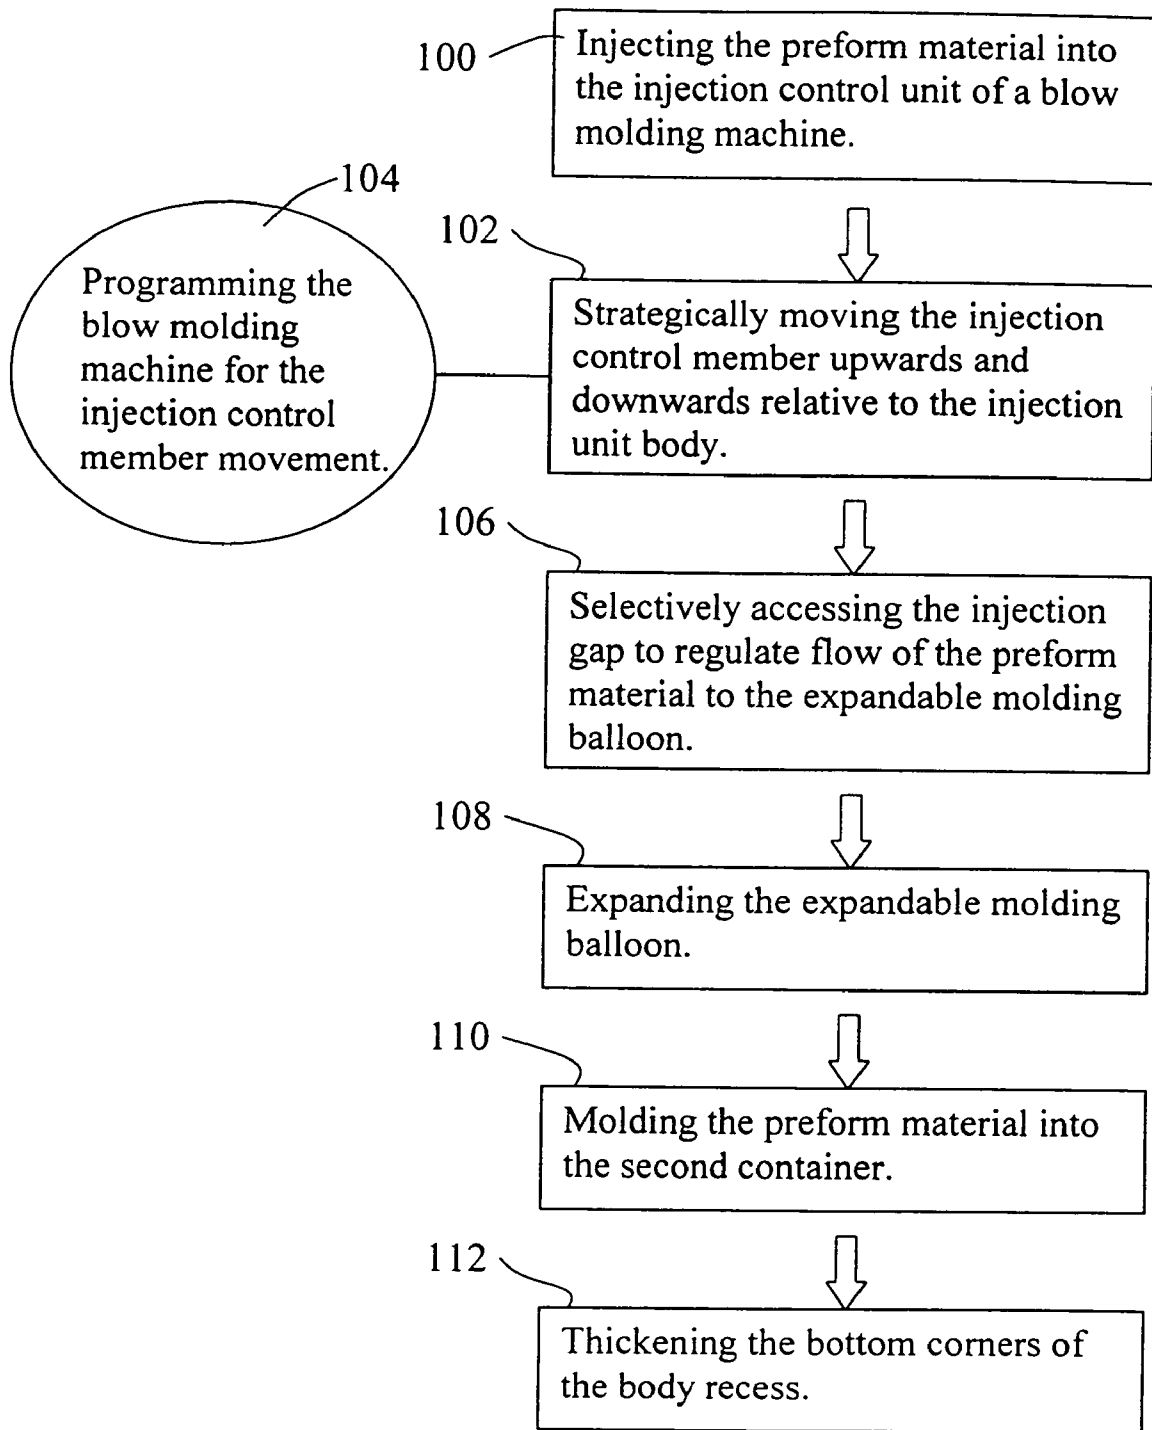 100
Injecting the preform material into
the injection control unit of a blow
molding machine.
104
Programming the
blow molding
machine for the
injection control
member movement.
102
Strategically moving the injection
control member upwards and
downwards relative to the injection
unit body.
106
Selectively accessing the injection
gap to regulate flow of the preform
material to the expandable molding
balloon.
108
Expanding the expandable molding
balloon.
110
Molding the preform material into
the second container.
112
Thickening the bottom corners of
the body recess.